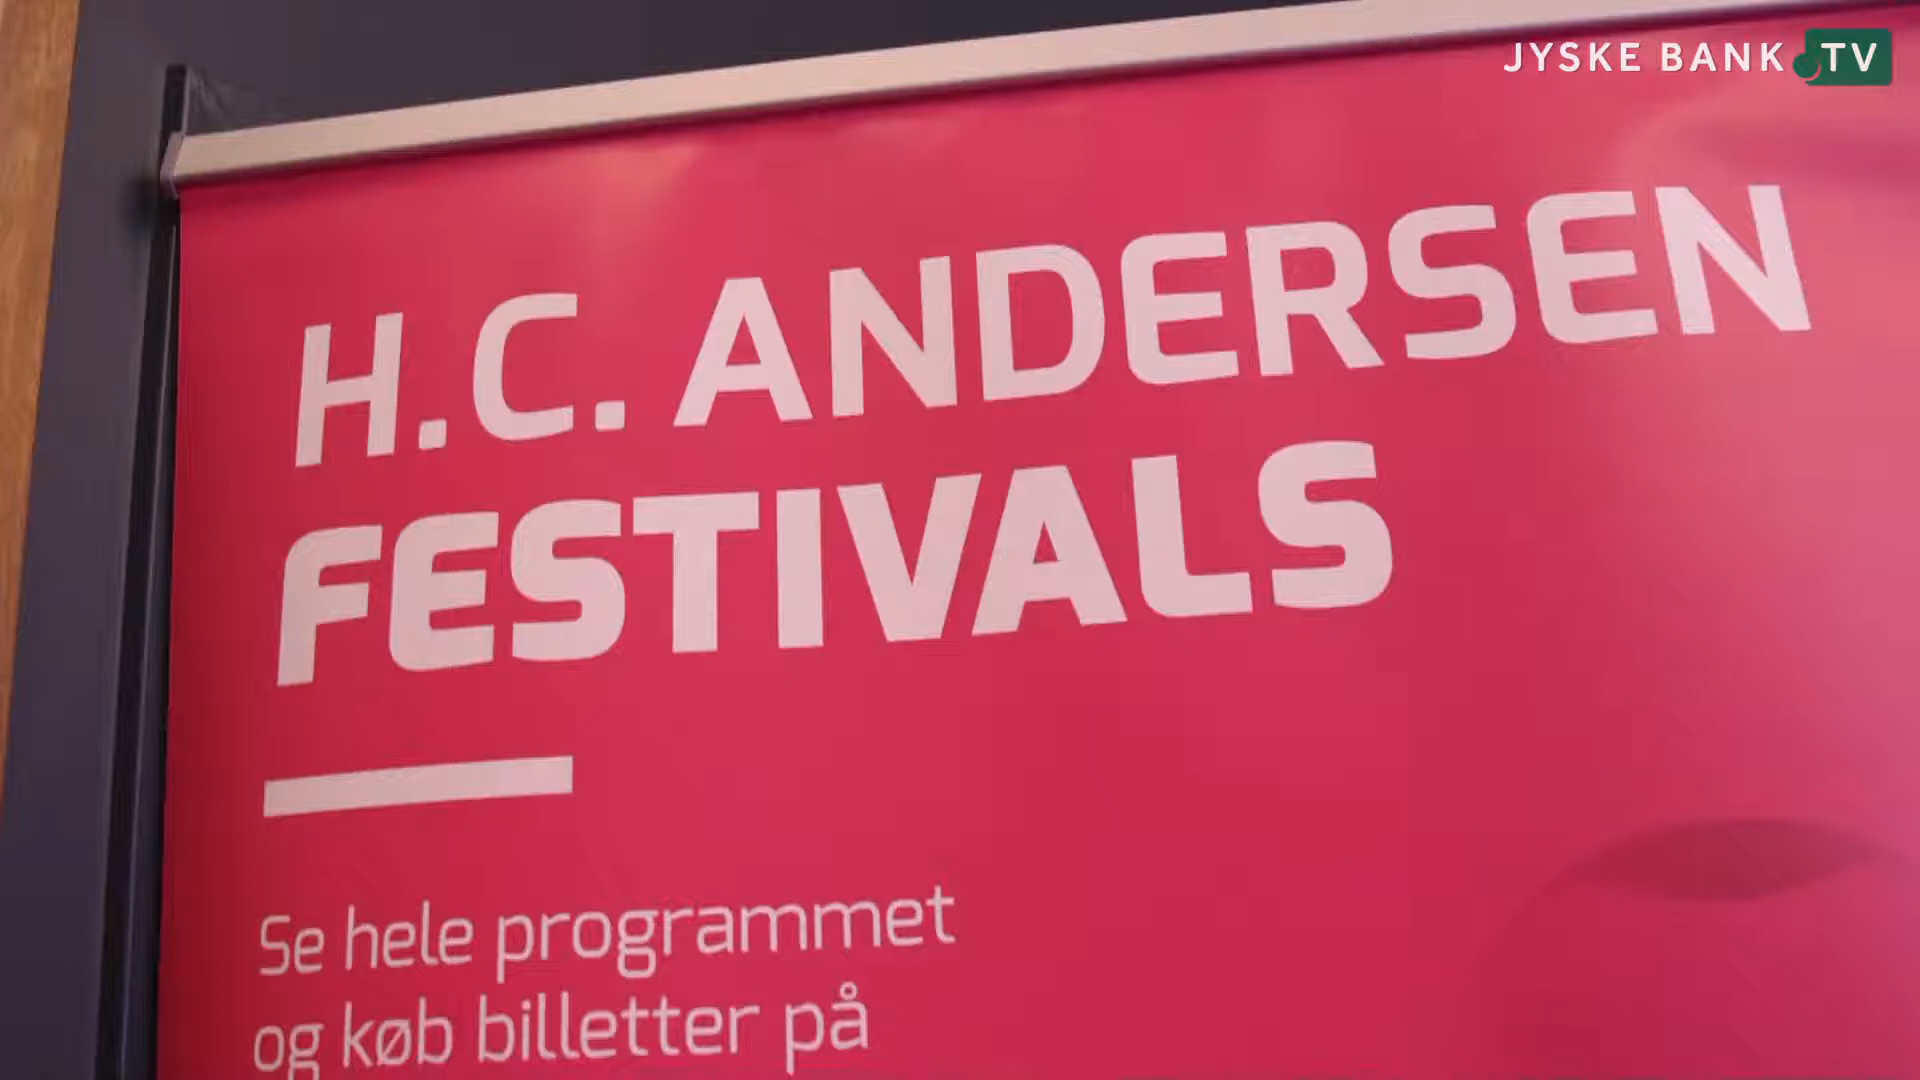 JYSKE BANK TV
H.C. ANDERSEN
FESTIVALS
Se hele programmet
og køb billetter på